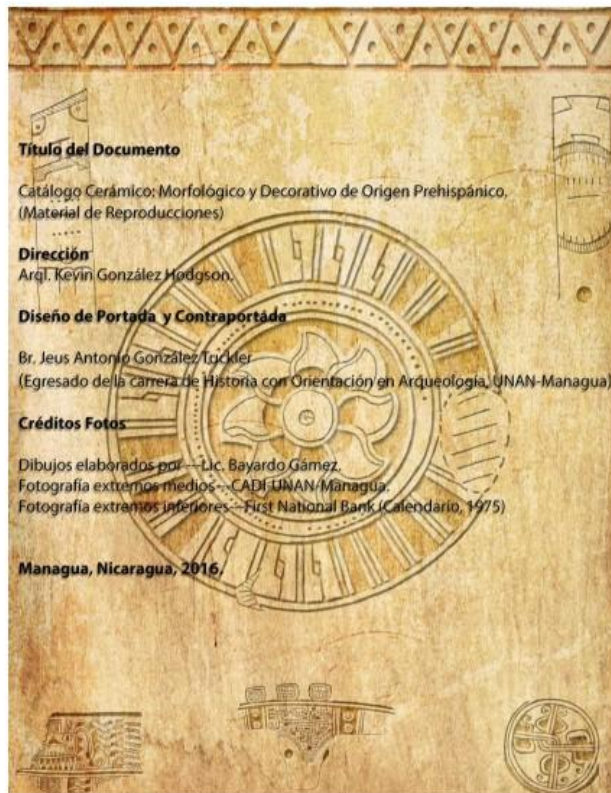 Título del Documento
Catálogo Cerámico: Morfológico y Decorativo de Origen Prehispánico.
(Material de Reproducciones)
Dirección
Arql. Kevin González Hodgson.
Diseño de Portada y Contraportada
Br. Jeus Antonio González Trickler
(Egresado de la carrera de Historia con Orientación en Arqueología, UNAN-Managua)
Créditos Fotos
Dibujos elaborados por---Lic. Bayardo Gámez.
Fotografía extremos medios---CADI-UNAN-Managua.
Fotografía extremos inferiores---First National Bank (Calendario, 1975)
Managua, Nicaragua, 2016.